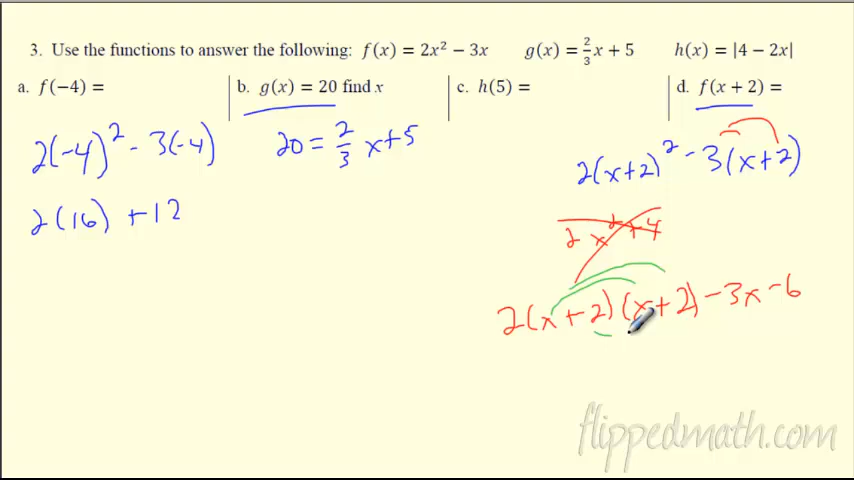 3. Use the functions to answer the following: f(x) = 2x² − 3x g(x) = 2/3 x + 5 h(x) = |4 − 2x|
a. f(−4) = b. g(x) = 20 find x c. h(5) = d. f(x + 2) =
2(-4)² - 3(-4) 20 = 2/3 x + 5 2(x+2)² - 3(x+2)
2(16) + 12 2x² + 4
2(x+2)(x+2) - 3x - 6
flippedmath.com